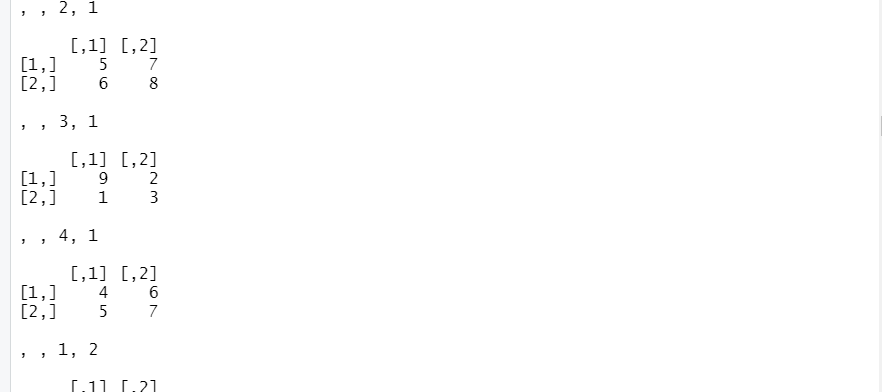 , , 2, 1
     [,1] [,2]
[1,]    5    7
[2,]    6    8
, , 3, 1
     [,1] [,2]
[1,]    9    2
[2,]    1    3
, , 4, 1
     [,1] [,2]
[1,]    4    6
[2,]    5    7
, , 1, 2
     [,1] [,2]